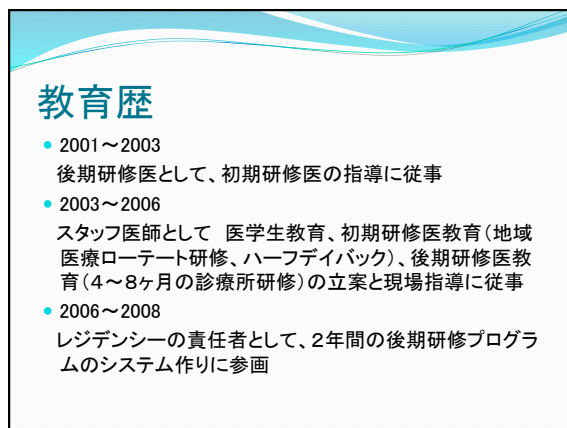 教育歴
• 2001～2003
後期研修医として、初期研修医の指導に従事
• 2003～2006
スタッフ医師として　医学生教育、初期研修医教育（地域
医療ローテート研修、ハーフデイバック）、後期研修医教
育（４～８ヶ月の診療所研修）の立案と現場指導に従事
• 2006～2008
レジデンシーの責任者として、２年間の後期研修プログラ
ムのシステム作りに参画